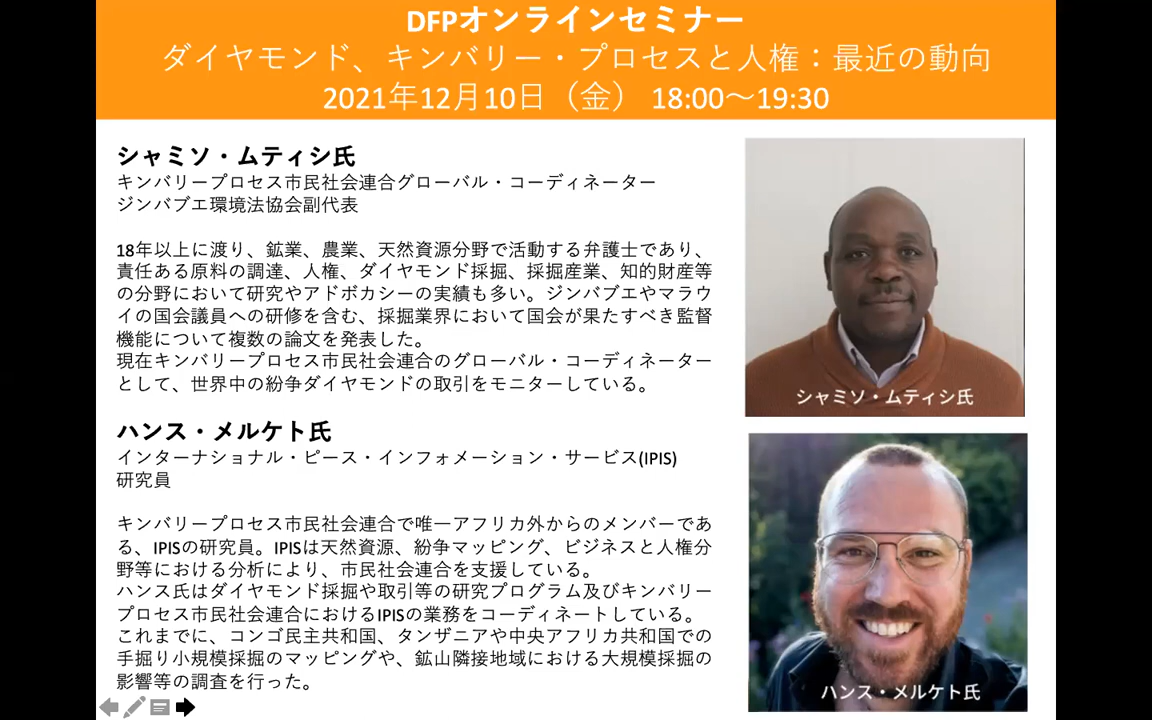 DFPオンラインセミナー
ダイヤモンド、キンバリー・プロセスと人権：最近の動向
2021年12月10日（金） 18:00～19:30
シャミソ・ムティシ氏
キンバリープロセス市民社会連合グローバル・コーディネーター
ジンバブエ環境法協会副代表
18年以上に渡り、鉱業、農業、天然資源分野で活動する弁護士であり、
責任ある原料の調達、人権、ダイヤモンド採掘、採掘産業、知的財産等
の分野において研究やアドボカシーの実績も多い。ジンバブエやマラウ
イの国会議員への研修を含む、採掘業界において国会が果たすべき監督
機能について複数の論文を発表した。
現在キンバリープロセス市民社会連合のグローバル・コーディネーター
として、世界中の紛争ダイヤモンドの取引をモニターしている。
シャミソ・ムティシ氏
ハンス・メルケト氏
インターナショナル・ピース・インフォメーション・サービス(IPIS)
研究員
キンバリープロセス市民社会連合で唯一アフリカ外からのメンバーであ
る、IPISの研究員。IPISは天然資源、紛争マッピング、ビジネスと人権分
野等における分析により、市民社会連合を支援している。
ハンス氏はダイヤモンド採掘や取引等の研究プログラム及びキンバリー
プロセス市民社会連合におけるIPISの業務をコーディネートしている。
これまでに、コンゴ民主共和国、タンザニアや中央アフリカ共和国での
手掘り小規模採掘のマッピングや、鉱山隣接地域における大規模採掘の
影響等の調査を行った。
ハンス・メルケト氏